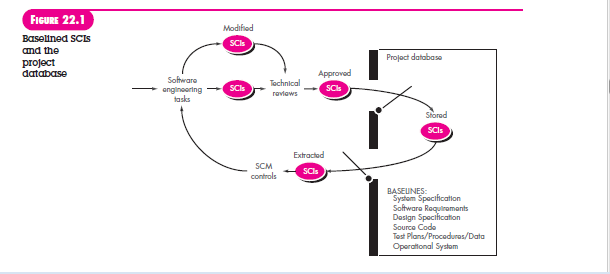 FIGURE 22.1
Baselined SCIs
and the
project
database
Modified
SCIs
Software
engineering
tasks
SCIs
Technical
reviews
Approved
SCIs
Project database
Stored
SCIs
Extracted
SCIs
SCM
controls
BASELINES:
System Specification
Software Requirements
Design Specification
Source Code
Test Plans/Procedures/Data
Operational System